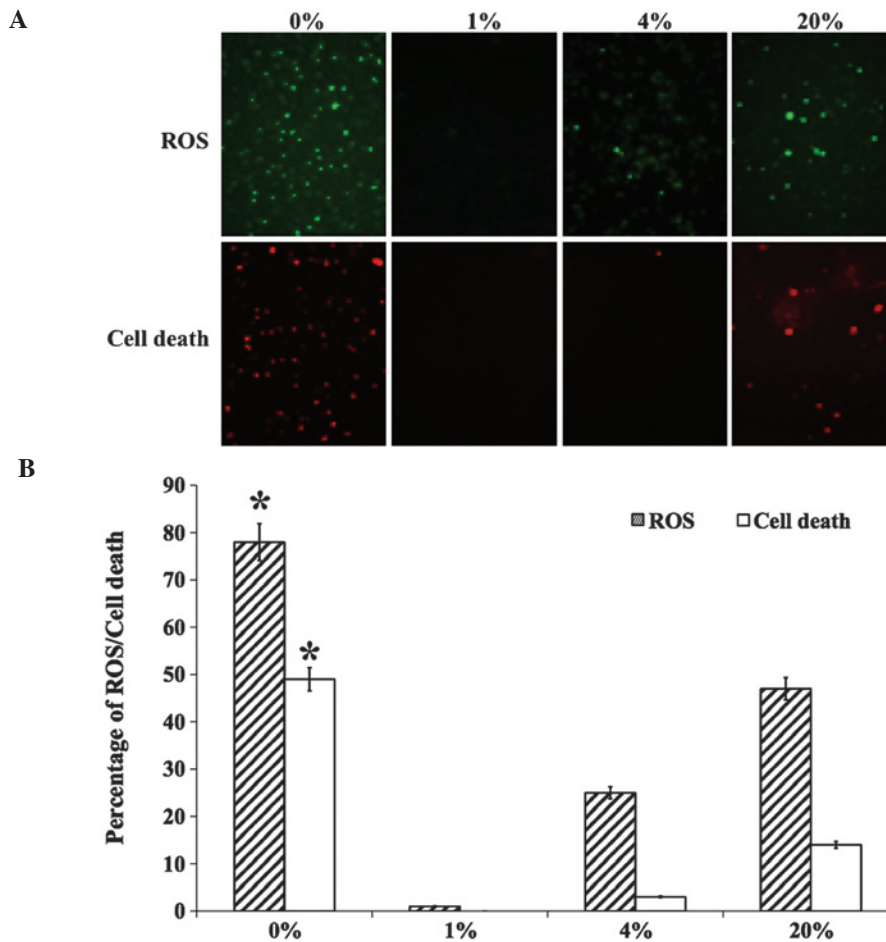 A
0% 1% 4% 20%
ROS
Cell death
B
Percentage of ROS/Cell death
90
80
70
60
50
40
30
20
10
0
* *
ROS Cell death
0% 1% 4% 20%